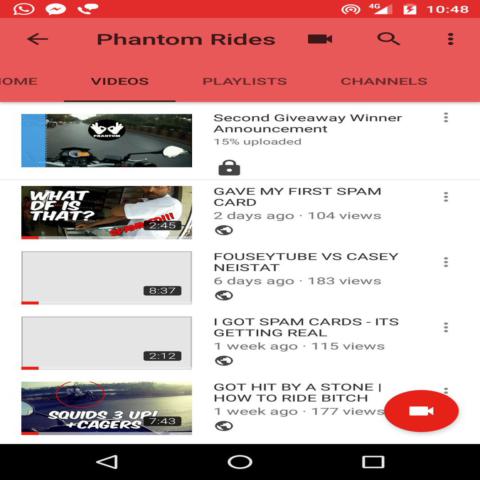 4G 10:48
Phantom Rides
OME VIDEOS PLAYLISTS CHANNELS
PHANTOM
Second Giveaway Winner
Announcement
15% uploaded
WHAT
DF IS
THAT?
2:45
GAVE MY FIRST SPAM
CARD
2 days ago · 104 views
8:37
FOUSEYTUBE VS CASEY
NEISTAT
6 days ago · 183 views
2:12
I GOT SPAM CARDS - ITS
GETTING REAL
1 week ago · 115 views
SQUIDS 3 UP!
+CAGERS
7:43
GOT HIT BY A STONE |
HOW TO RIDE BITCH
1 week ago · 177 views